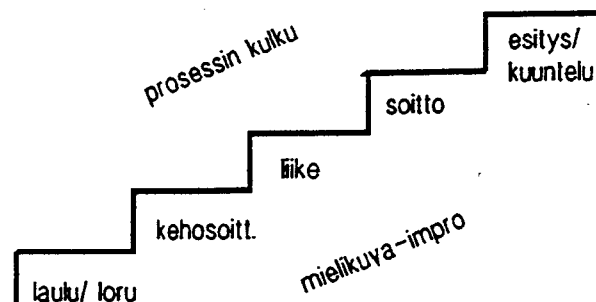 prosessin kulku
esitys/
kuuntelu
soitto
liike
kehosoitt.
mielikuva-impro
laulu/ loru